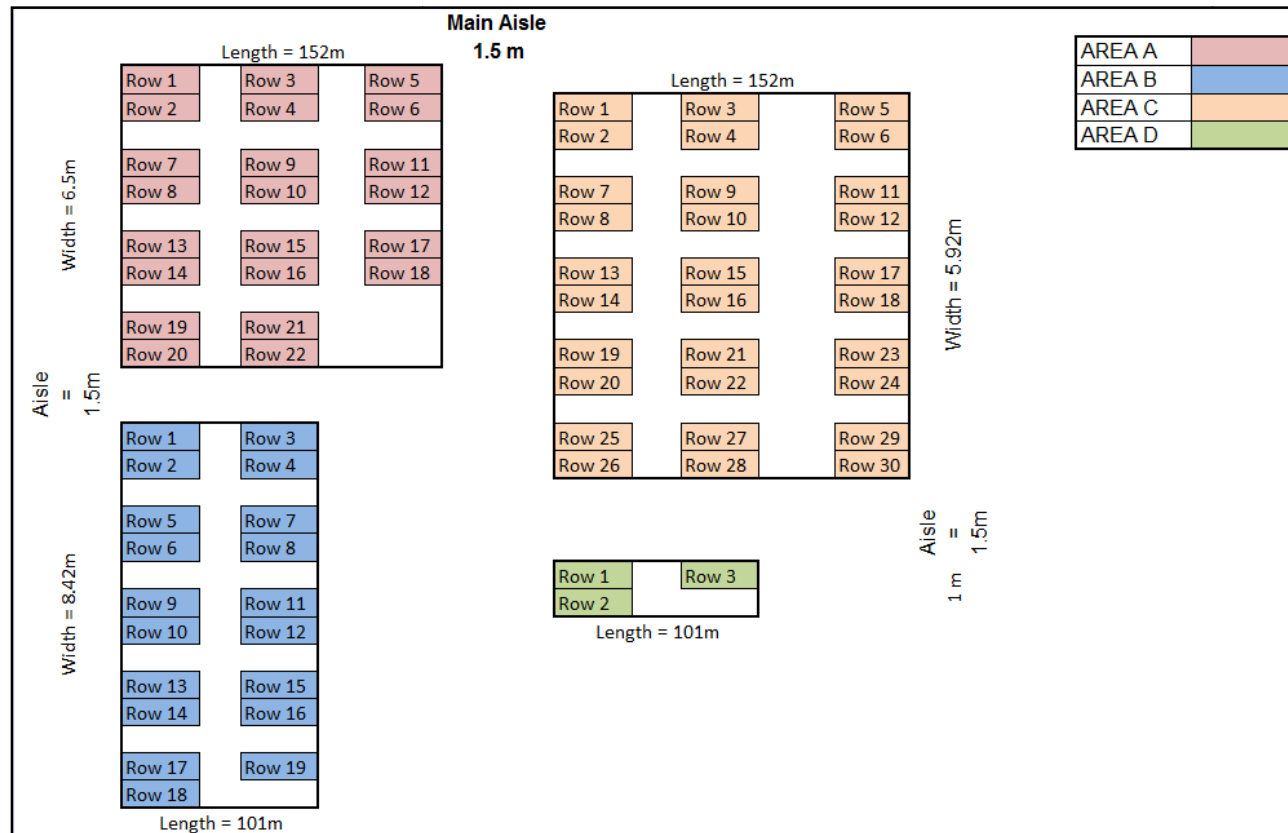 Main Aisle
1.5 m
Length = 152m
Row 1 Row 3 Row 5
Row 2 Row 4 Row 6
Row 7 Row 9 Row 11
Row 8 Row 10 Row 12
Row 13 Row 15 Row 17
Row 14 Row 16 Row 18
Row 19 Row 21
Row 20 Row 22
Width = 6.5m
Aisle
=
1.5m
Row 1 Row 3
Row 2 Row 4
Row 5 Row 7
Row 6 Row 8
Row 9 Row 11
Row 10 Row 12
Row 13 Row 15
Row 14 Row 16
Row 17 Row 19
Row 18
Width = 8.42m
Length = 101m
Length = 152m
Row 1 Row 3 Row 5
Row 2 Row 4 Row 6
Row 7 Row 9 Row 11
Row 8 Row 10 Row 12
Row 13 Row 15 Row 17
Row 14 Row 16 Row 18
Row 19 Row 21 Row 23
Row 20 Row 22 Row 24
Row 25 Row 27 Row 29
Row 26 Row 28 Row 30
Width = 5.92m
Aisle
=
1.5m
1 m
Row 1 Row 3
Row 2
Length = 101m
AREA A
AREA B
AREA C
AREA D